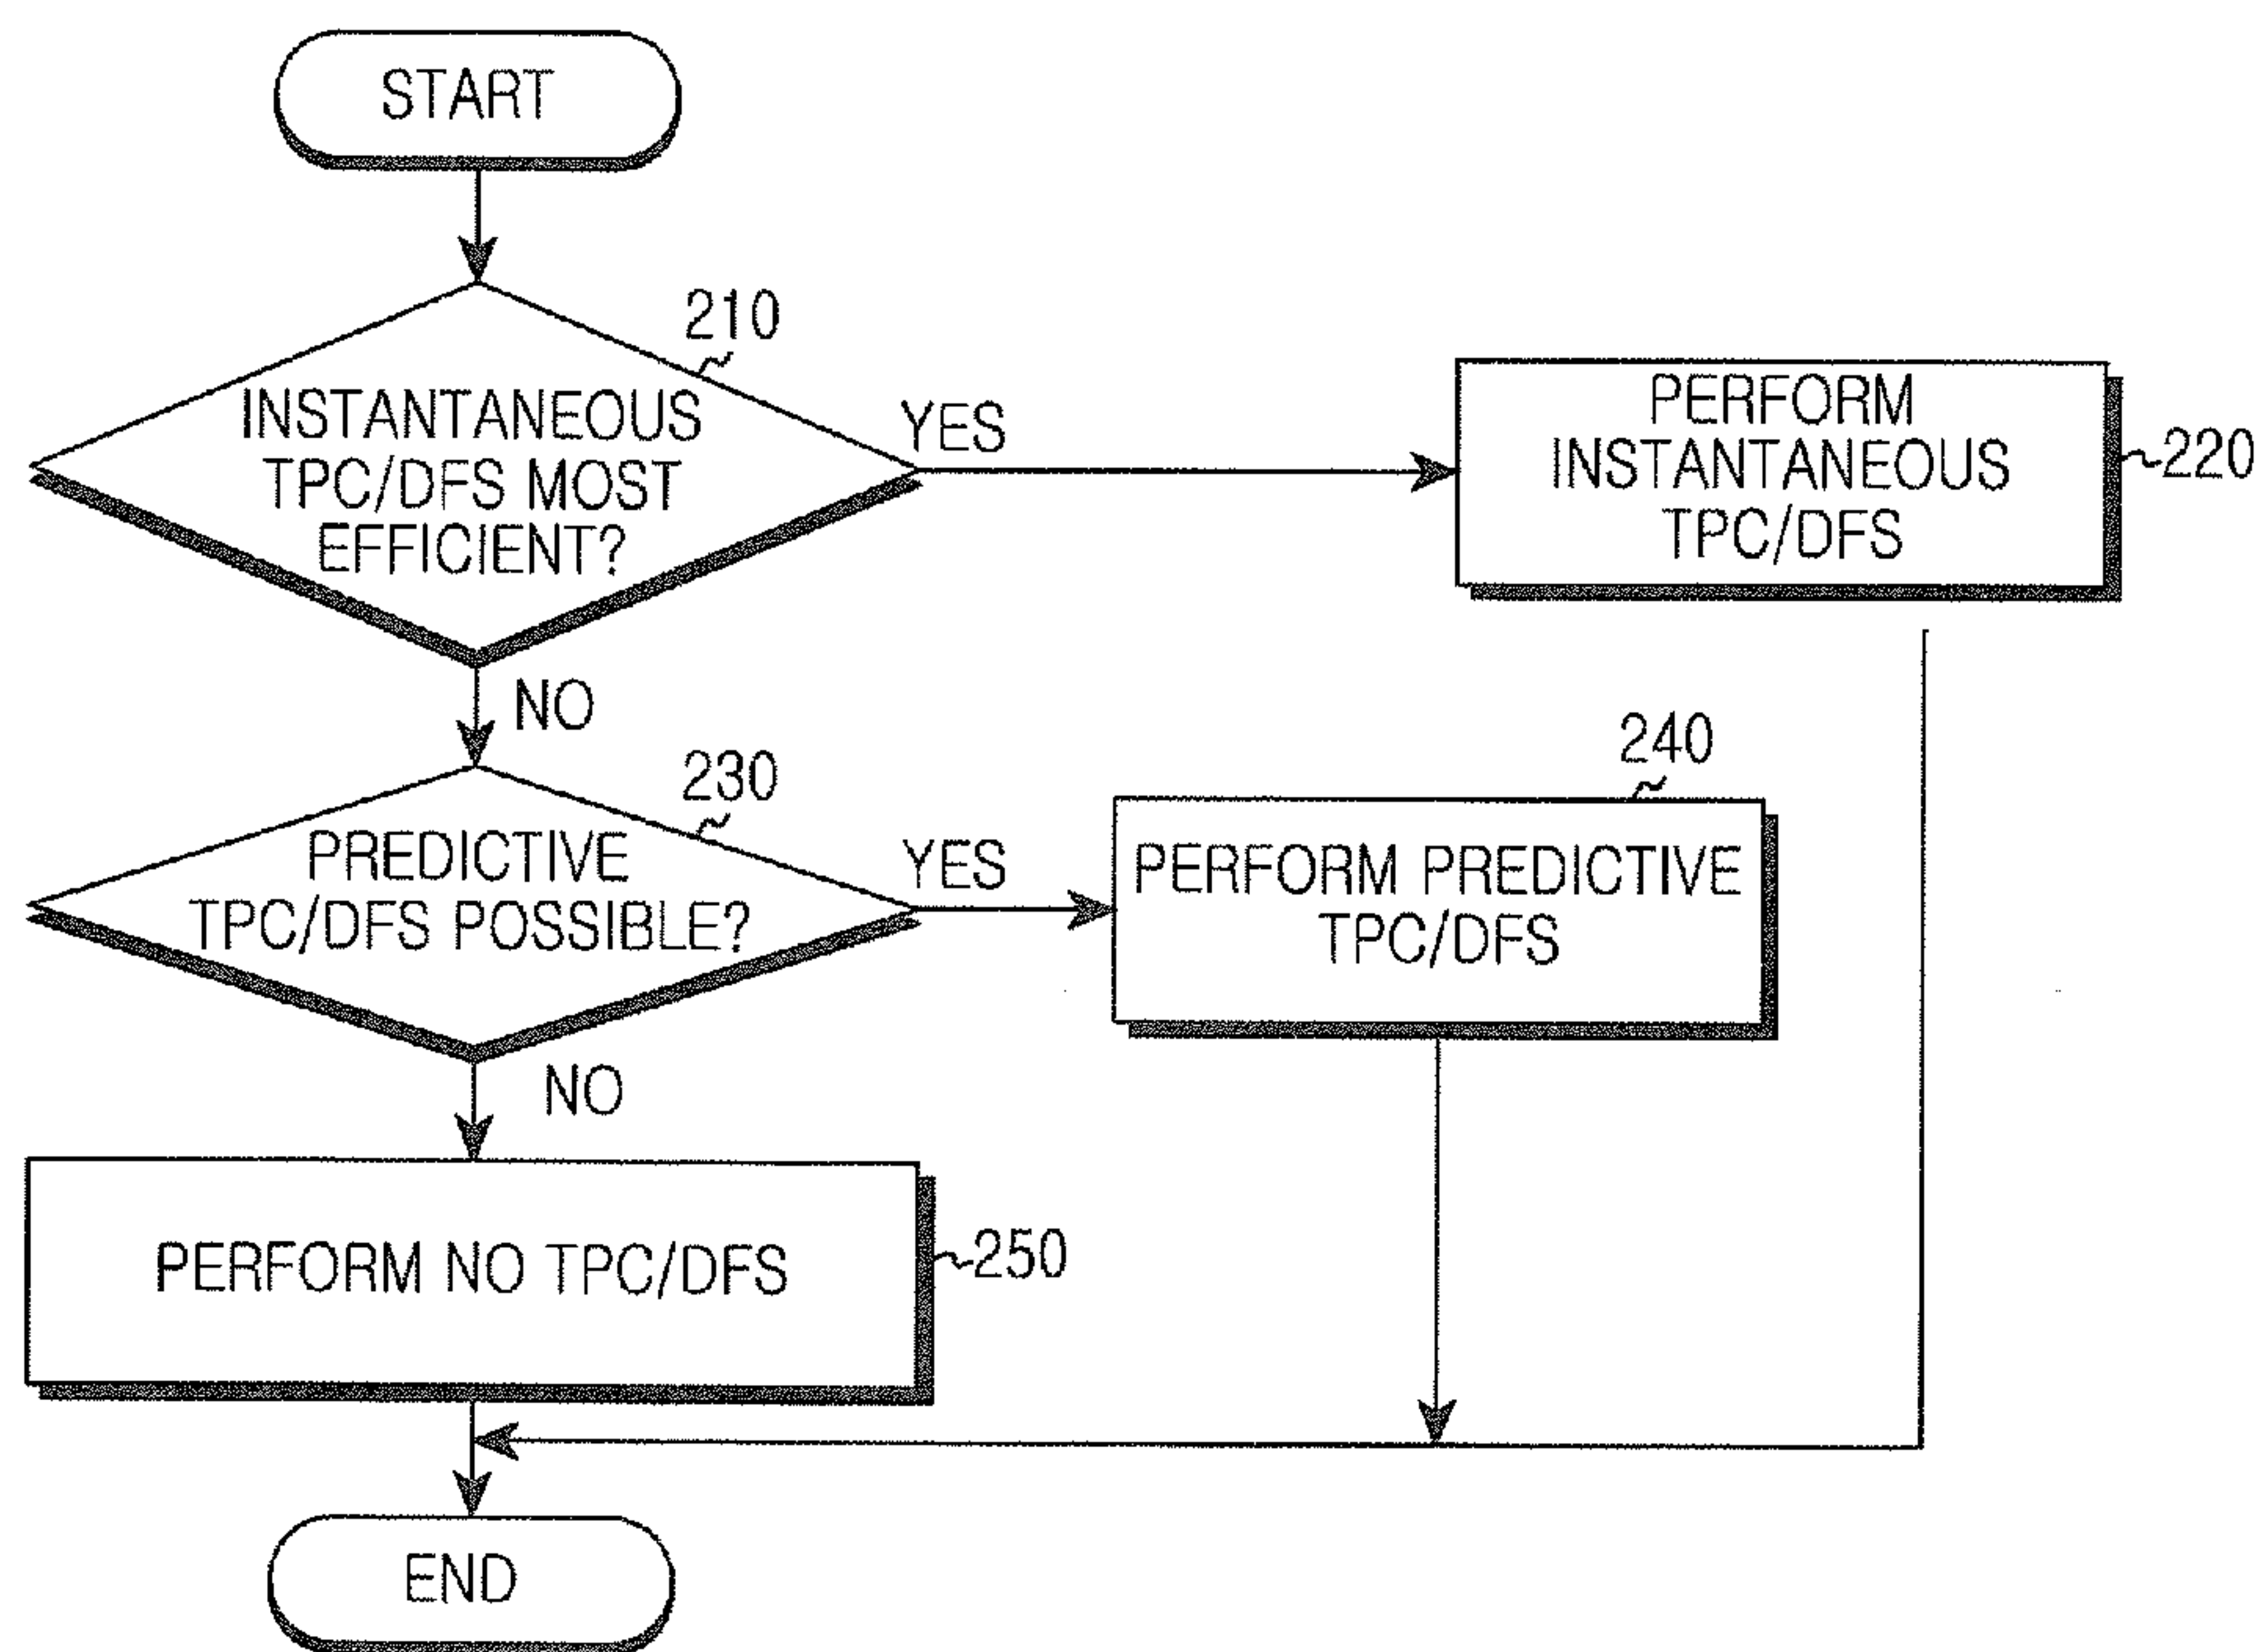 START
210
INSTANTANEOUS
TPC/DFS MOST
EFFICIENT?
YES
PERFORM
INSTANTANEOUS
TPC/DFS
220
NO
230
PREDICTIVE
TPC/DFS POSSIBLE?
YES
240
PERFORM PREDICTIVE
TPC/DFS
NO
PERFORM NO TPC/DFS
250
END